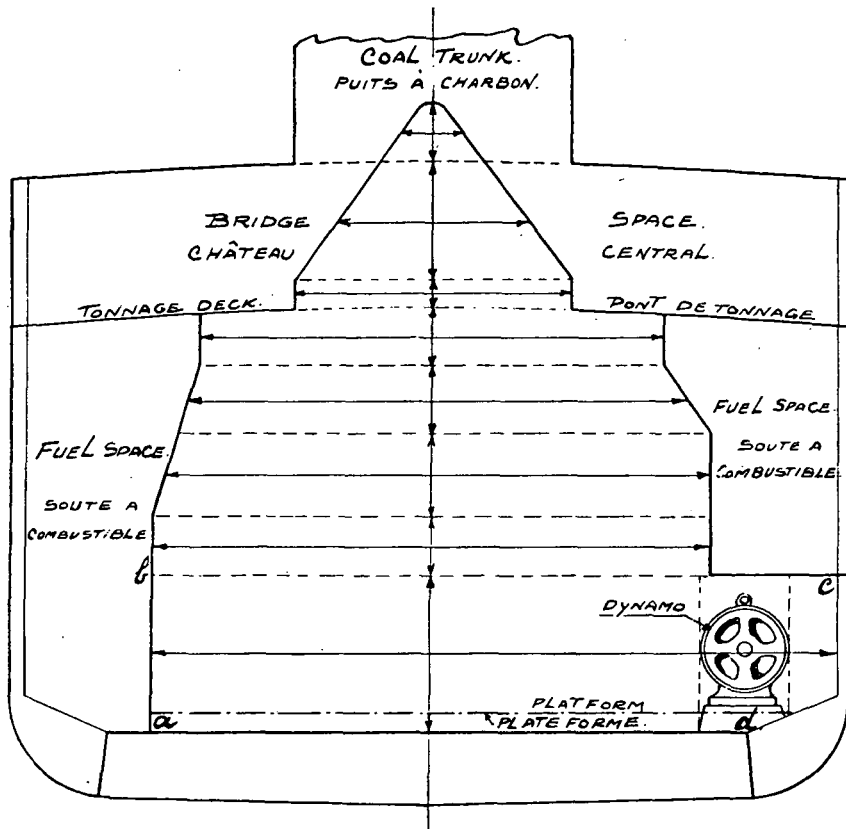 COAL TRUNK.
PUITS À CHARBON.
BRIDGE
CHÂTEAU
SPACE.
CENTRAL.
TONNAGE DECK.
PONT DE TONNAGE
FUEL SPACE
SOUTE A
COMBUSTIBLE
FUEL SPACE.
SOUTE A
COMBUSTIBLE
b
c
DYNAMO
PLATFORM
PLATE FORME.
a
d